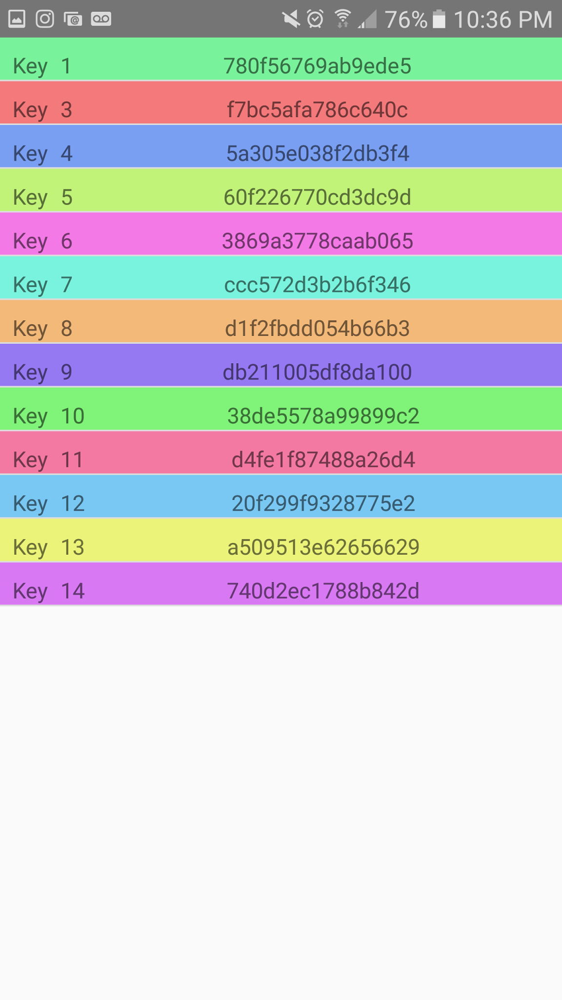 76% 10:36 PM
Key 1 780f56769ab9ede5
Key 3 f7bc5afa786c640c
Key 4 5a305e038f2db3f4
Key 5 60f226770cd3dc9d
Key 6 3869a3778caab065
Key 7 ccc572d3b2b6f346
Key 8 d1f2fbdd054b66b3
Key 9 db211005df8da100
Key 10 38de5578a99899c2
Key 11 d4fe1f87488a26d4
Key 12 20f299f9328775e2
Key 13 a509513e62656629
Key 14 740d2ec1788b842d